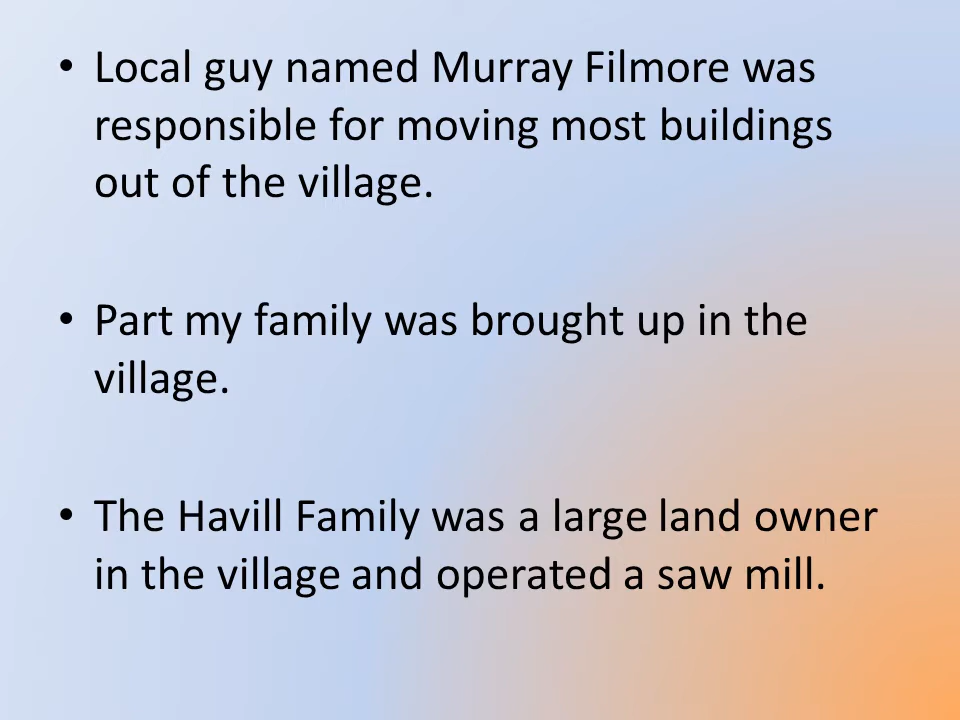 • Local guy named Murray Filmore was
responsible for moving most buildings
out of the village.
• Part my family was brought up in the
village.
• The Havill Family was a large land owner
in the village and operated a saw mill.